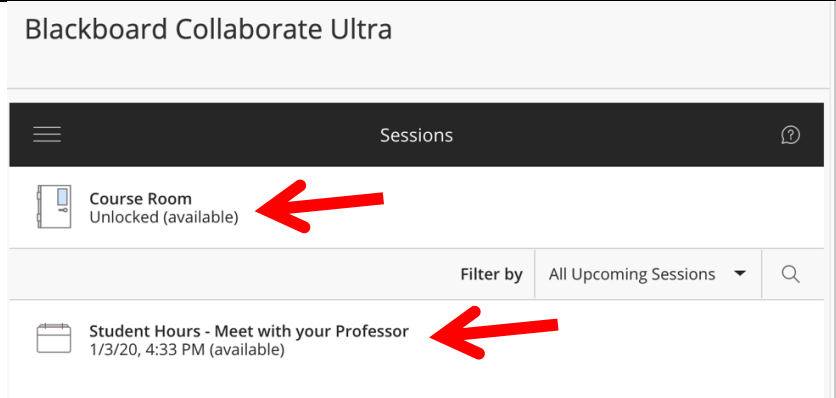 Blackboard Collaborate Ultra
Sessions
Course Room
Unlocked (available)
Filter by All Upcoming Sessions
Student Hours - Meet with your Professor
1/3/20, 4:33 PM (available)